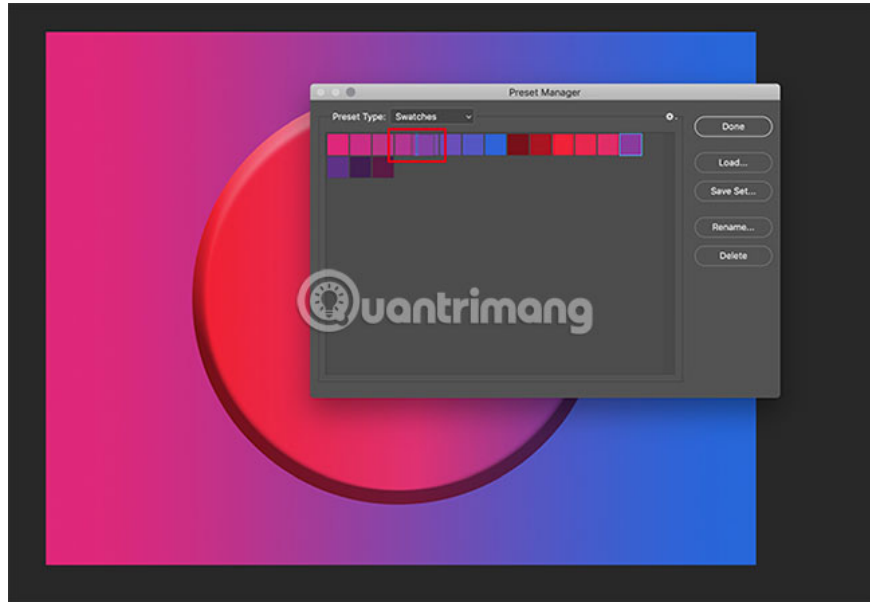 Preset Manager
Preset Type: Swatches
Done
Load...
Save Set...
Rename...
Delete
Quantrimang